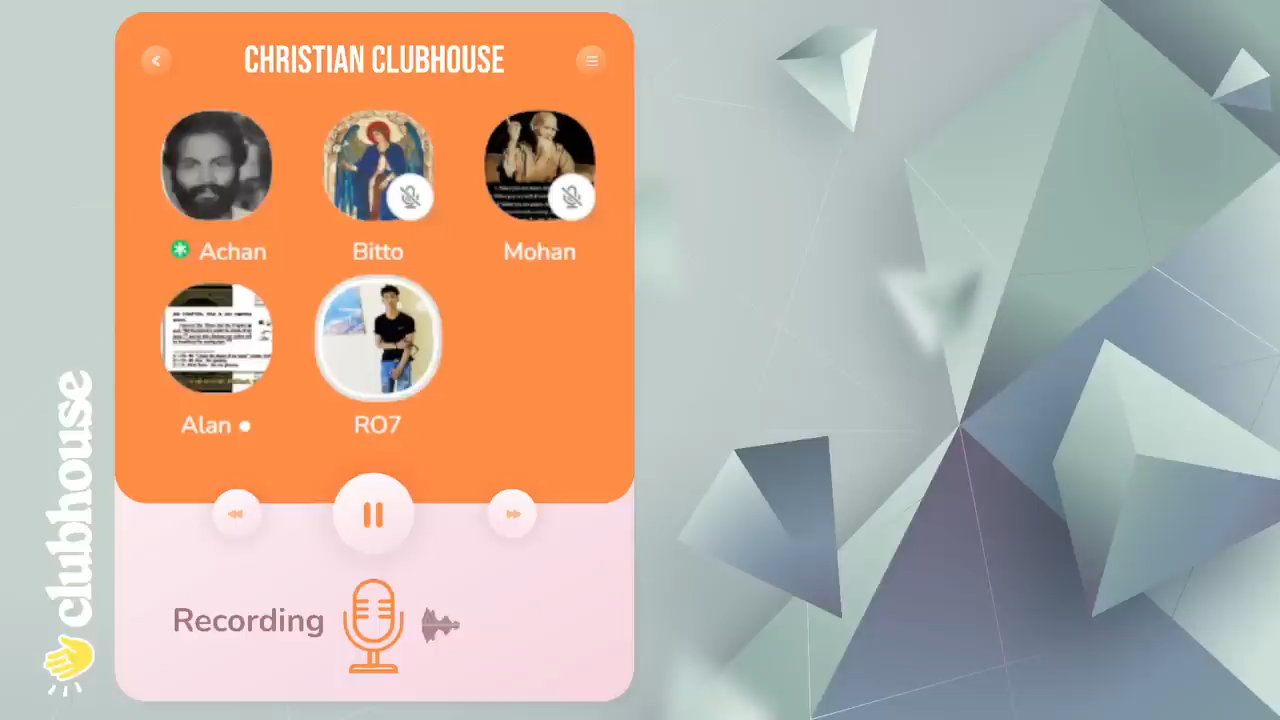 CHRISTIAN CLUBHOUSE
Achan
Bitto
Mohan
Alan
RO7
Recording
clubhouse